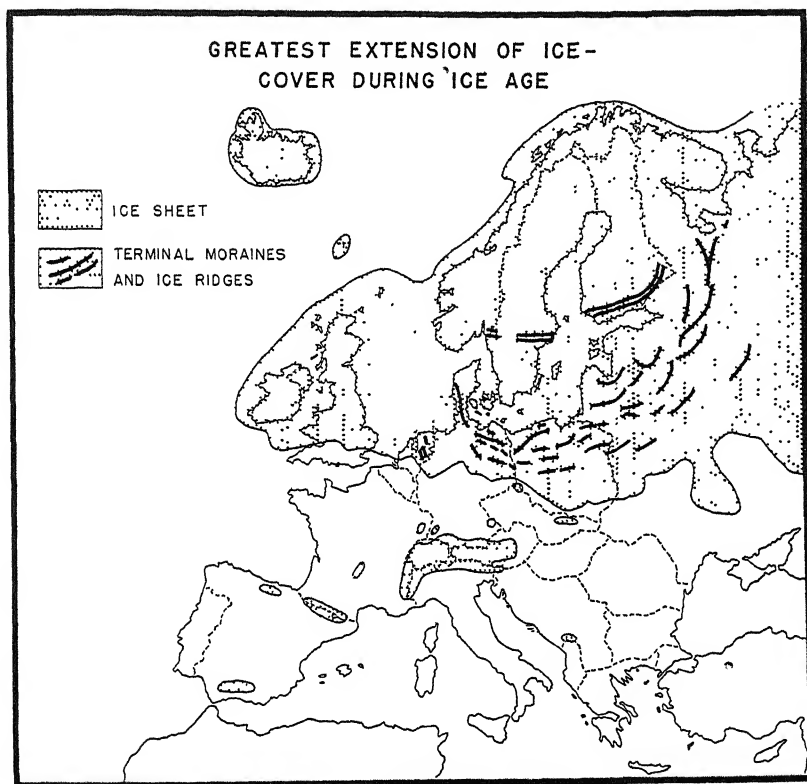 GREATEST EXTENSION OF ICE-
COVER DURING ICE AGE
ICE SHEET
TERMINAL MORAINES
AND ICE RIDGES